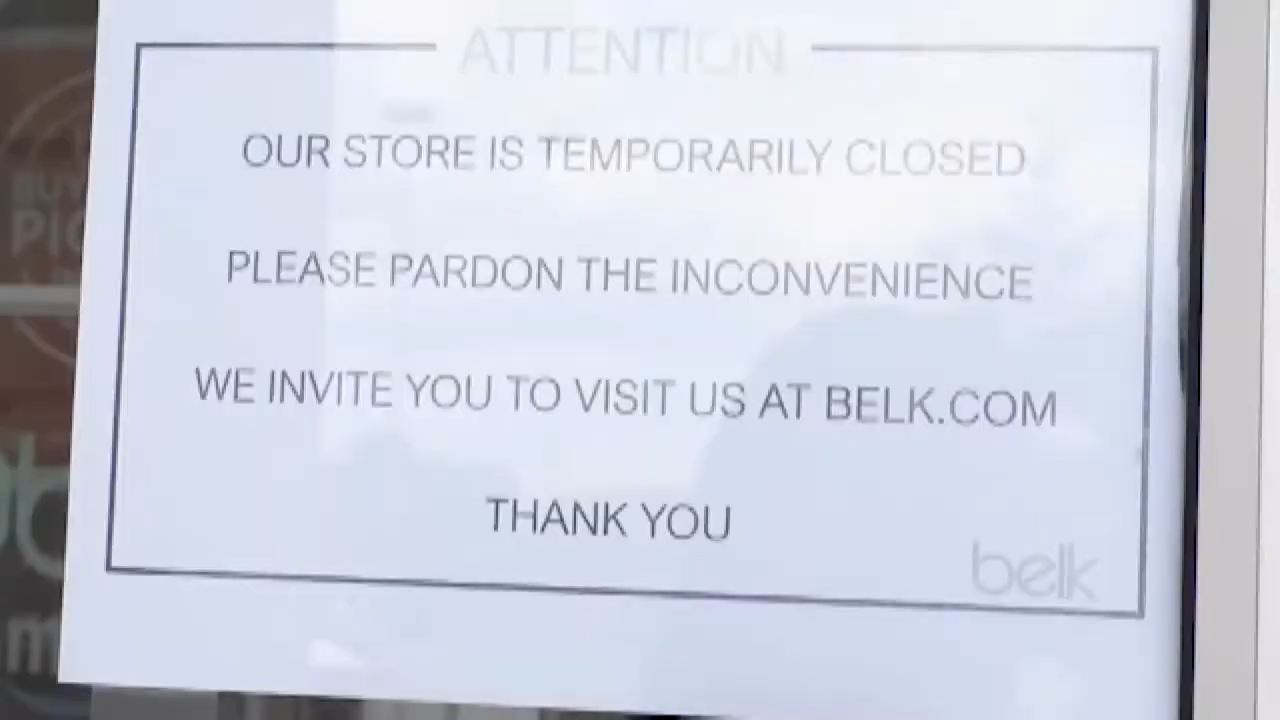 ATTENTION
OUR STORE IS TEMPORARILY CLOSED
PLEASE PARDON THE INCONVENIENCE
WE INVITE YOU TO VISIT US AT BELK.COM
THANK YOU
belk
BUY